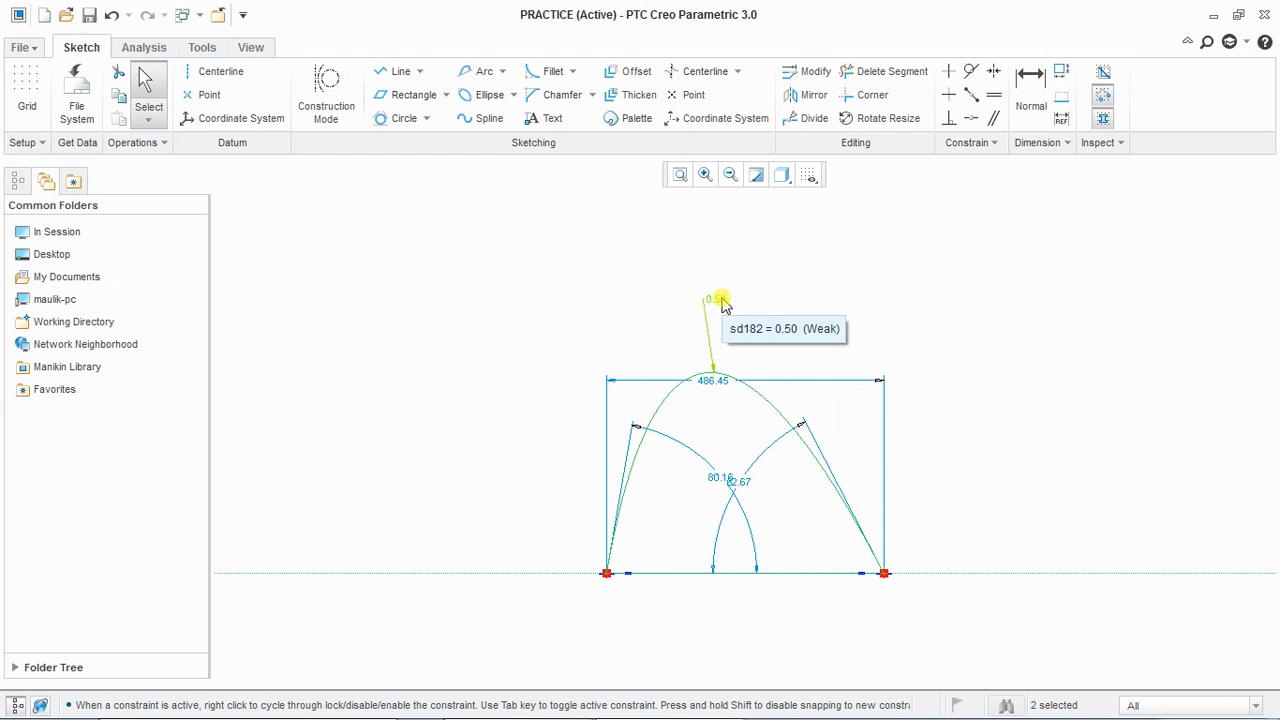 PRACTICE (Active) - PTC Creo Parametric 3.0
File Sketch Analysis Tools View
Grid
File System
Select
Centerline
Point
Coordinate System
Construction Mode
Line Arc Fillet Offset Centerline
Rectangle Ellipse Chamfer Thicken Point
Circle Spline Text Palette Coordinate System
Modify Delete Segment
Mirror Corner
Divide Rotate Resize
Normal
REF
Setup Get Data Operations Datum Sketching Editing Constrain Dimension Inspect
Common Folders
In Session
Desktop
My Documents
maulik-pc
Working Directory
Network Neighborhood
Manikin Library
Favorites
sd182 = 0.50 (Weak)
486.45
80.16
Folder Tree
When a constraint is active, right click to cycle through lock/disable/enable the constraint. Use Tab key to toggle active constraint. Press and hold Shift to disable snapping to new constra
2 selected
All